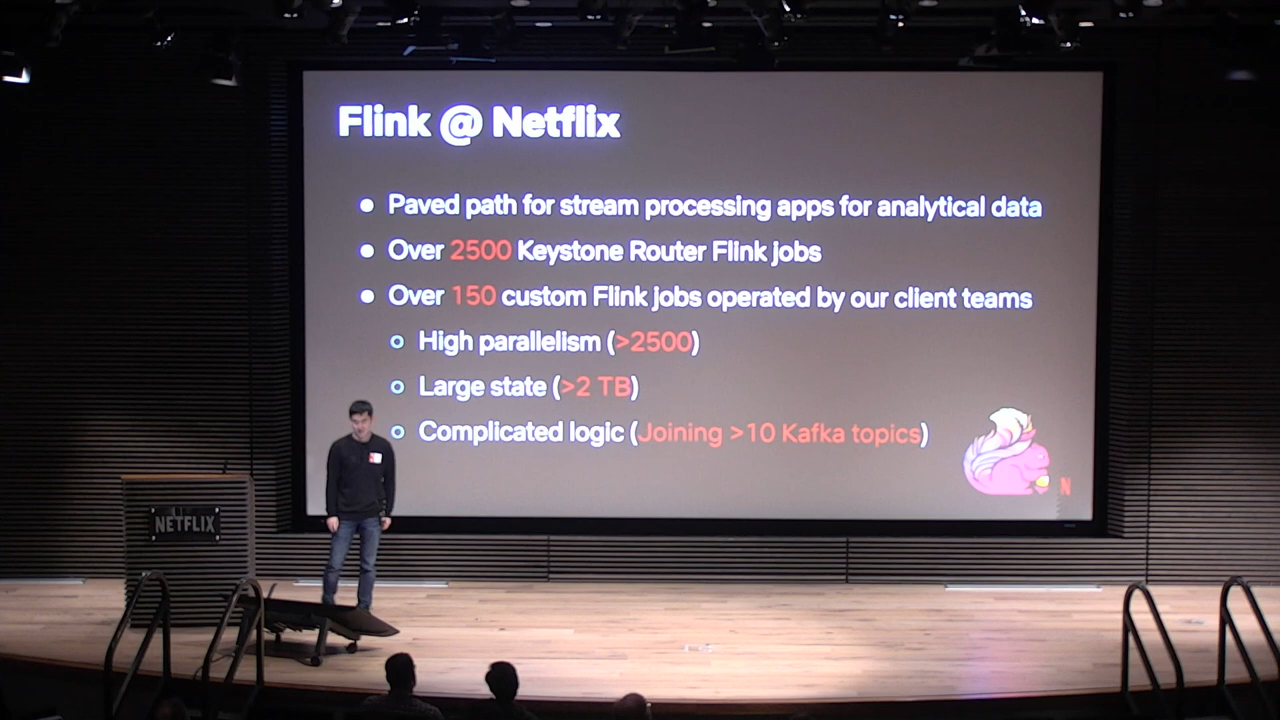 Flink @ Netflix
● Paved path for stream processing apps for analytical data
● Over 2500 Keystone Router Flink jobs
● Over 150 custom Flink jobs operated by our client teams
○ High parallelism (>2500)
○ Large state (>2 TB)
○ Complicated logic (Joining >10 Kafka topics)
N
NETFLIX